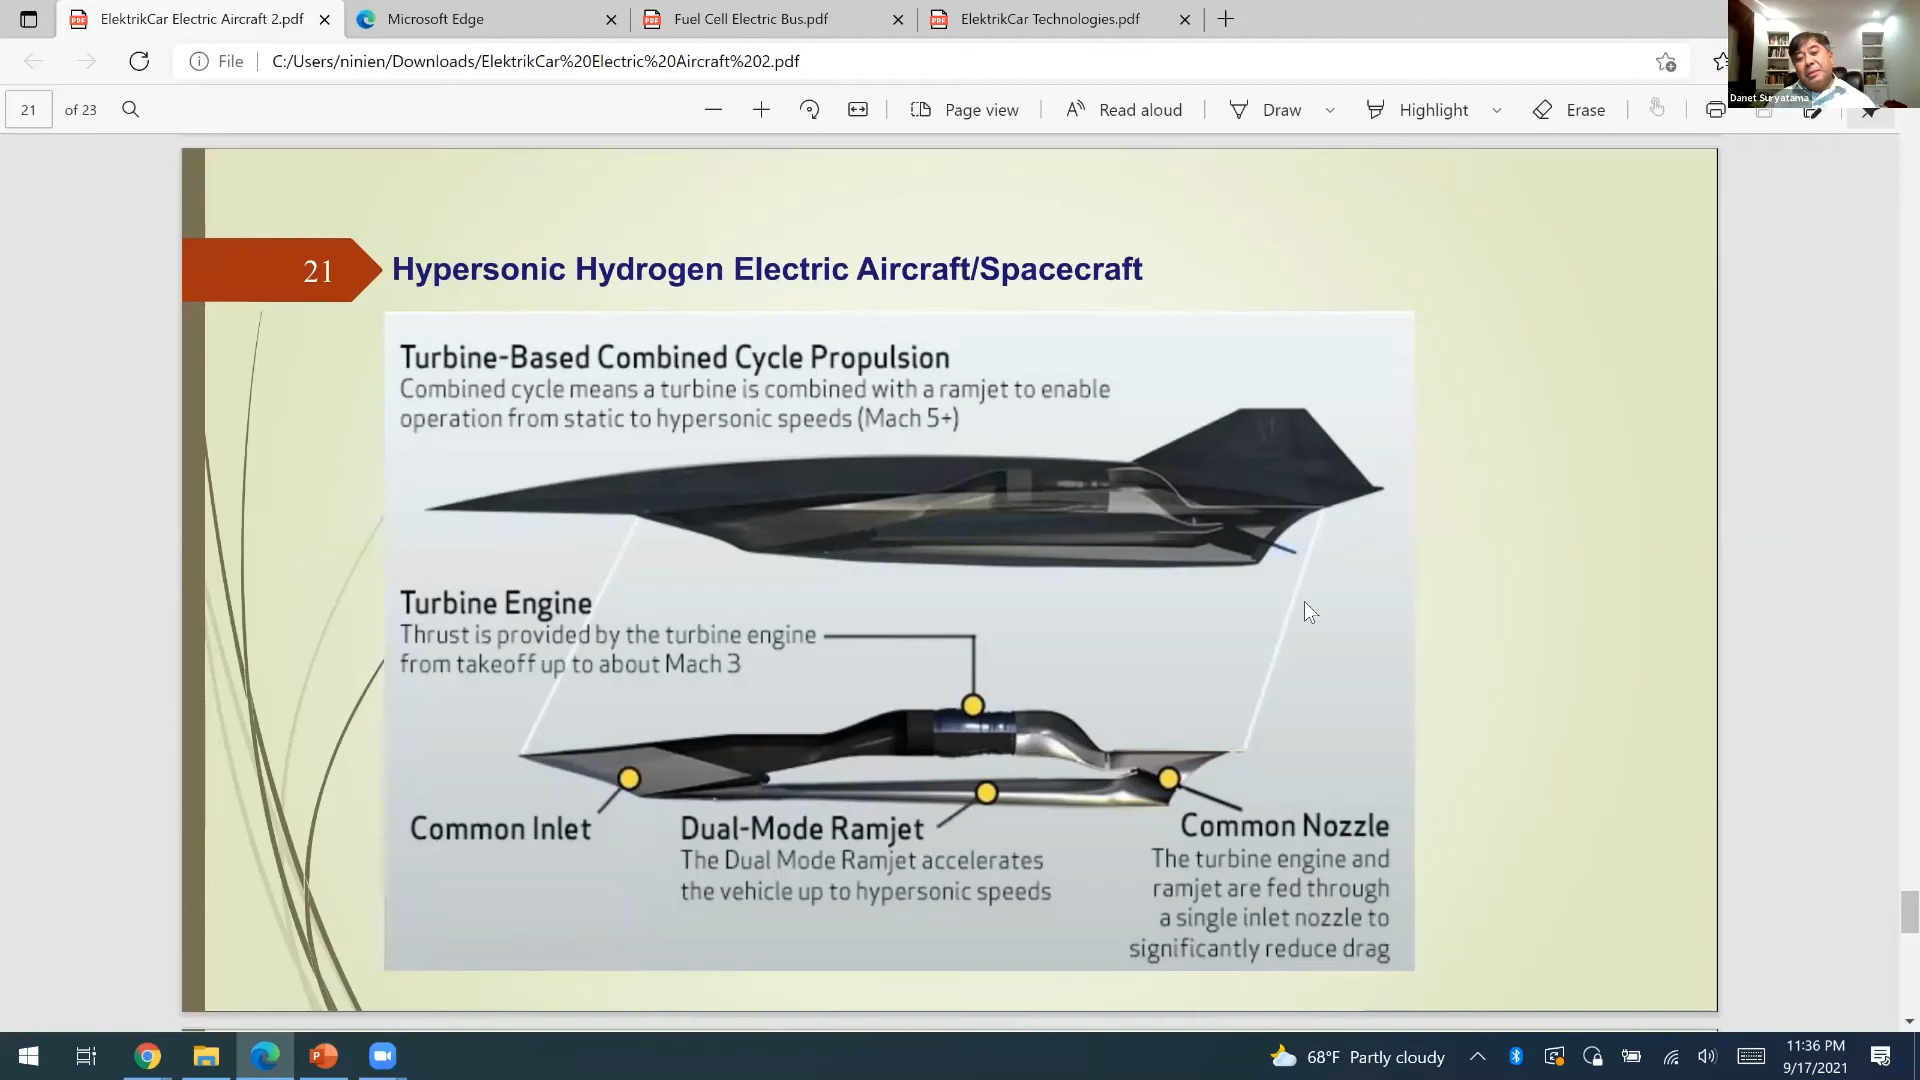 ElektrikCar Electric Aircraft 2.pdf
Microsoft Edge
Fuel Cell Electric Bus.pdf
ElektrikCar Technologies.pdf
File
C:/Users/ninien/Downloads/ElektrikCar%20Electric%20Aircraft%202.pdf
Danet Suryatama
21
of 23
Page view
Read aloud
Draw
Highlight
Erase
21
Hypersonic Hydrogen Electric Aircraft/Spacecraft
Turbine-Based Combined Cycle Propulsion
Combined cycle means a turbine is combined with a ramjet to enable
operation from static to hypersonic speeds (Mach 5+)
Turbine Engine
Thrust is provided by the turbine engine
from takeoff up to about Mach 3
Common Inlet
Dual-Mode Ramjet
The Dual Mode Ramjet accelerates
the vehicle up to hypersonic speeds
Common Nozzle
The turbine engine and
ramjet are fed through
a single inlet nozzle to
significantly reduce drag
68°F Partly cloudy
11:36 PM
9/17/2021